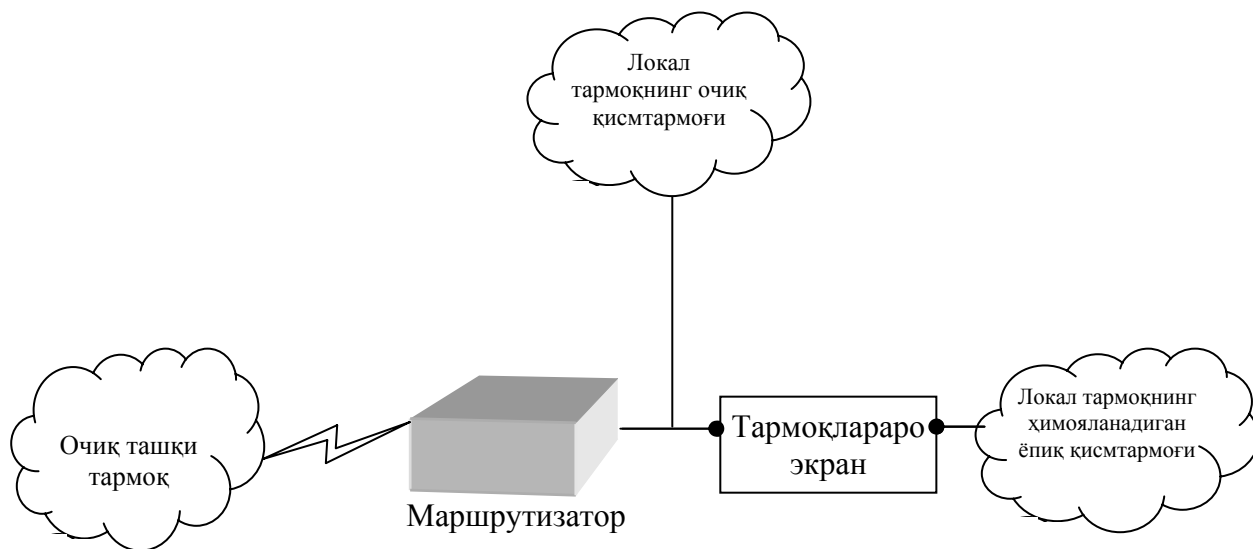 Локал
тармоқнинг очиқ
қисмтармоғи
Очиқ ташқи
тармоқ
Маршрутизатор
Тармоқлараро
экран
Локал тармоқнинг
ҳимояланадиган
ёпиқ қисмтармоғи